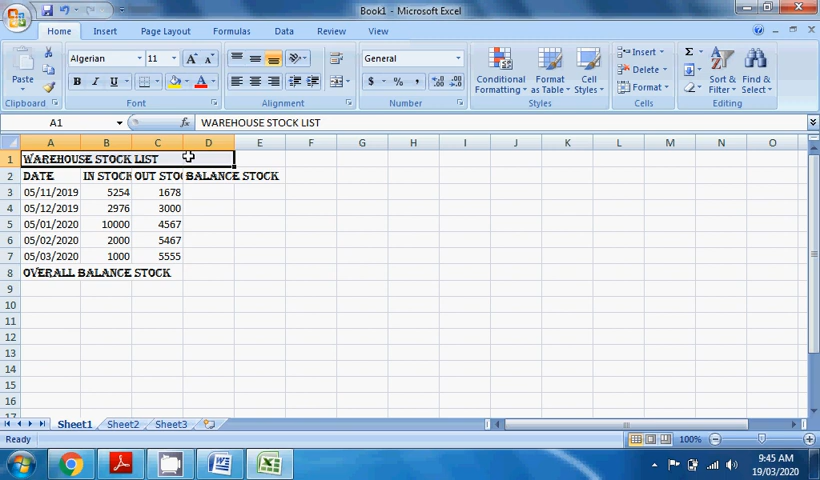 Book1 - Microsoft Excel
Home Insert Page Layout Formulas Data Review View
Algerian 11 General
Paste
B I U $ % ,
Conditional Formatting Format as Table Cell Styles
Insert
Delete
Format
Σ
Sort & Filter Find & Select
Clipboard Font Alignment Number Styles Cells Editing
A1 fx WAREHOUSE STOCK LIST
A B C D E F G H I J K L M N O
1 WAREHOUSE STOCK LIST
2 DATE IN STOCK OUT STOC BALANCE STOCK
3 05/11/2019 5254 1678
4 05/12/2019 2976 3000
5 05/01/2020 10000 4567
6 05/02/2020 2000 5467
7 05/03/2020 1000 5555
8 OVERALL BALANCE STOCK
9
10
11
12
13
14
15
16
17
Sheet1 Sheet2 Sheet3
Ready 100%
9:45 AM
19/03/2020